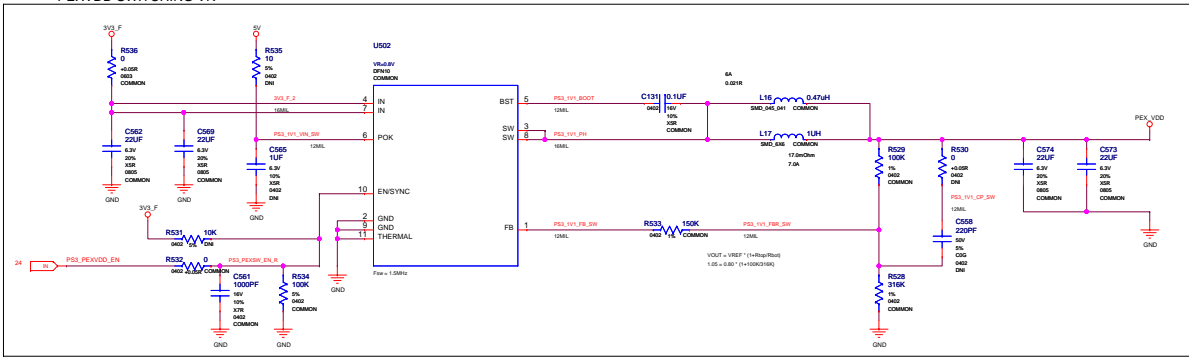 3V3_F
R536
0
+0.05R
0603
COMMON
5V
R535
10
5%
0402
DNI
U502
VR=0.8V
DFN10
COMMON
3V3_F_2
16MIL
4 IN
7 IN
PS3_1V1_VIN_SW
12MIL
6 POK
10 EN/SYNC
2 GND
9 GND
11 THERMAL
BST 5
SW 3
SW 8
FB 1
Fsw = 1.5MHz
C562
22UF
6.3V
20%
X5R
0805
COMMON
GND
C569
22UF
6.3V
20%
X5R
0805
COMMON
GND
C565
1UF
6.3V
10%
X5R
0402
DNI
GND
3V3_F
R531 10K
0402 5% DNI
24 IN PS3_PEXVDD_EN
R532 0
0402 +0.05R COMMON
PS3_PEXSW_EN_R
C561
1000PF
16V
10%
X7R
0402
COMMON
GND
R534
100K
5%
0402
COMMON
GND
GND
PS3_1V1_BOOT
12MIL
C131 0.1UF
0402 16V
10%
X5R
COMMON
6A
0.021R
L16 0.47uH
SMD_045_041 COMMON
PS3_1V1_PH
16MIL
L17 1UH
SMD_6X6 COMMON
17.0mOhm
7.0A
PS3_1V1_FB_SW
12MIL
R533 150K
0402 1% COMMON
PS3_1V1_FBR_SW
12MIL
VOUT = VREF * (1+Rtop/Rbot)
1.05 = 0.80 * (1+100K/316K)
R529
100K
1%
0402
COMMON
R530
0
+0.05R
0402
DNI
PS3_1V1_CP_SW
12MIL
C558
220PF
50V
5%
C0G
0402
DNI
R528
316K
1%
0402
COMMON
GND
C574
22UF
6.3V
20%
X5R
0805
COMMON
C573
22UF
6.3V
20%
X5R
0805
COMMON
PEX_VDD
GND